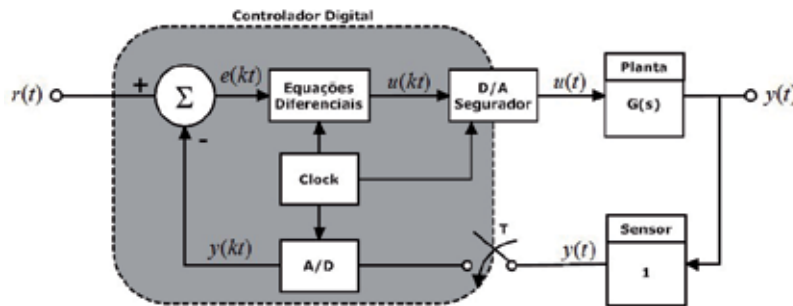 Controlador Digital
r(t)
+
Σ
-
e(kt)
Equações
Diferenciais
u(kt)
D/A
Segurador
u(t)
Planta
G(s)
y(t)
Clock
y(kt)
A/D
T
y(t)
Sensor
1